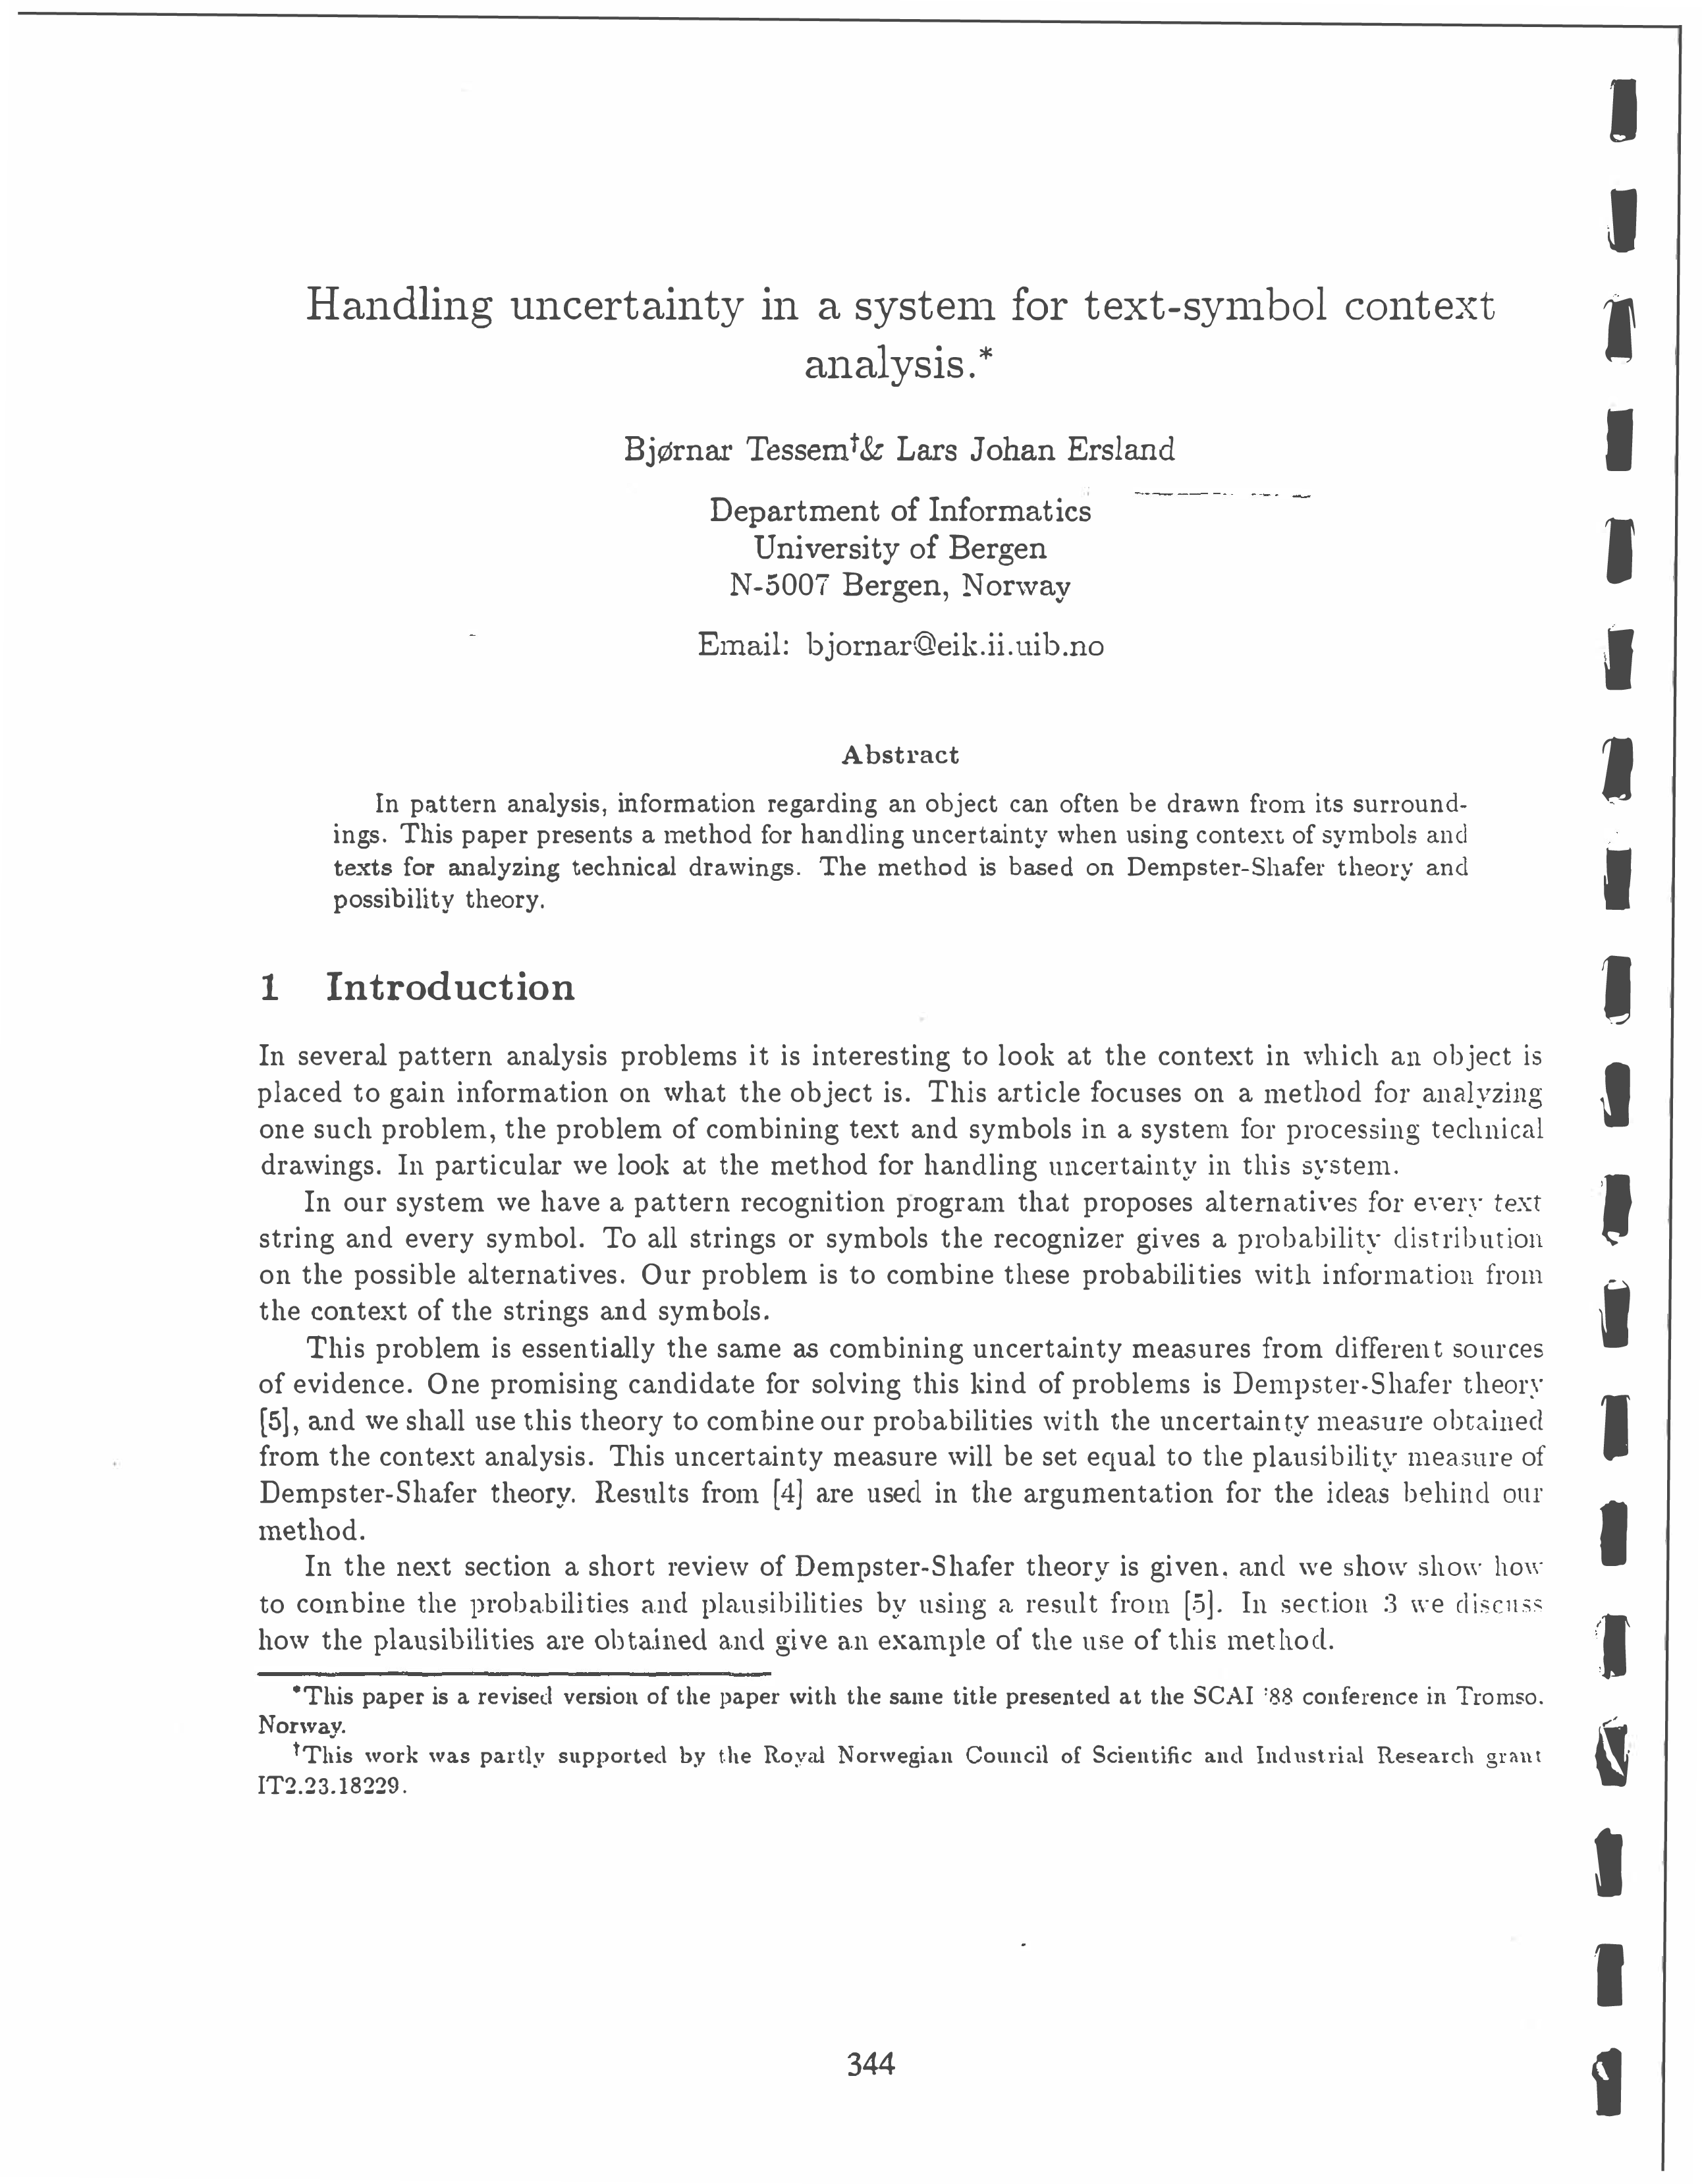 Handling uncertainty in a system for text-symbol context
analysis.*
Bjørnar Tessem†& Lars Johan Ersland
Department of Informatics
University of Bergen
N-5007 Bergen, Norway
Email: bjornar@eik.ii.uib.no
Abstract
In pattern analysis, information regarding an object can often be drawn from its surround-
ings. This paper presents a method for handling uncertainty when using context of symbols and
texts for analyzing technical drawings. The method is based on Dempster-Shafer theory and
possibility theory.
1 Introduction
In several pattern analysis problems it is interesting to look at the context in which an object is
placed to gain information on what the object is. This article focuses on a method for analyzing
one such problem, the problem of combining text and symbols in a system for processing technical
drawings. In particular we look at the method for handling uncertainty in this system.
In our system we have a pattern recognition program that proposes alternatives for every text
string and every symbol. To all strings or symbols the recognizer gives a probability distribution
on the possible alternatives. Our problem is to combine these probabilities with information from
the context of the strings and symbols.
This problem is essentially the same as combining uncertainty measures from different sources
of evidence. One promising candidate for solving this kind of problems is Dempster-Shafer theory
[5], and we shall use this theory to combine our probabilities with the uncertainty measure obtained
from the context analysis. This uncertainty measure will be set equal to the plausibility measure of
Dempster-Shafer theory. Results from [4] are used in the argumentation for the ideas behind our
method.
In the next section a short review of Dempster-Shafer theory is given, and we show show how
to combine the probabilities and plausibilities by using a result from [5]. In section 3 we discuss
how the plausibilities are obtained and give an example of the use of this method.
*This paper is a revised version of the paper with the same title presented at the SCAI '88 conference in Tromso,
Norway.
†This work was partly supported by the Royal Norwegian Council of Scientific and Industrial Research grant
IT2.23.18229.
344